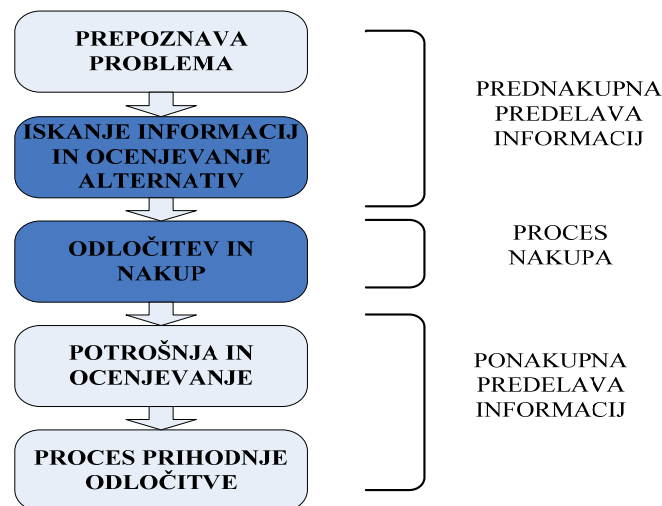 PREPOZNAVA
PROBLEMA
ISKANJE INFORMACIJ
IN OCENJEVANJE
ALTERNATIV
ODLOČITEV IN
NAKUP
POTROŠNJA IN
OCENJEVANJE
PROCES PRIHODNJE
ODLOČITVE
PREDNAKUPNA
PREDELAVA
INFORMACIJ
PROCES
NAKUPA
PONAKUPNA
PREDELAVA
INFORMACIJ